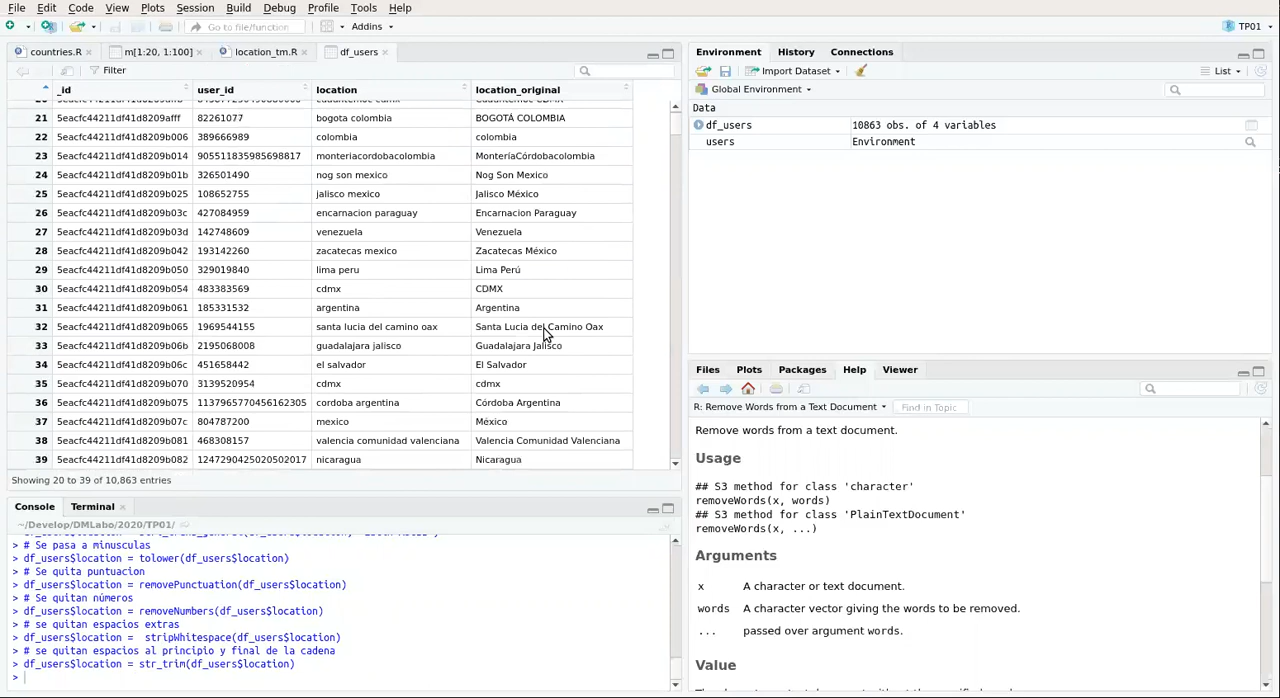 File Edit Code View Plots Session Build Debug Profile Tools Help
Go to file/function
Addins
TP01
countries.R
m[1:20, 1:100]
location_tm.R
df_users
Filter
_id user_id location location_original
21 5eacfc44211df41d8209afff 82261077 bogota colombia BOGOTÁ COLOMBIA
22 5eacfc44211df41d8209b006 389666989 colombia colombia
23 5eacfc44211df41d8209b014 905511835985698817 monteriacordobacolombia MonteríaCórdobacolombia
24 5eacfc44211df41d8209b01b 326501490 nog son mexico Nog Son Mexico
25 5eacfc44211df41d8209b025 108652755 jalisco mexico Jalisco México
26 5eacfc44211df41d8209b03c 427084959 encarnacion paraguay Encarnacion Paraguay
27 5eacfc44211df41d8209b03d 142748609 venezuela Venezuela
28 5eacfc44211df41d8209b042 193142260 zacatecas mexico Zacatecas México
29 5eacfc44211df41d8209b050 329019840 lima peru Lima Perú
30 5eacfc44211df41d8209b054 483383569 cdmx CDMX
31 5eacfc44211df41d8209b061 185331532 argentina Argentina
32 5eacfc44211df41d8209b065 1969544155 santa lucia del camino oax Santa Lucia del Camino Oax
33 5eacfc44211df41d8209b06b 2195068008 guadalajara jalisco Guadalajara Jalisco
34 5eacfc44211df41d8209b06c 451658442 el salvador El Salvador
35 5eacfc44211df41d8209b070 3139520954 cdmx cdmx
36 5eacfc44211df41d8209b075 1137965770456162305 cordoba argentina Córdoba Argentina
37 5eacfc44211df41d8209b07c 804787200 mexico México
38 5eacfc44211df41d8209b081 468308157 valencia comunidad valenciana Valencia Comunidad Valenciana
39 5eacfc44211df41d8209b082 1247290425020502017 nicaragua Nicaragua
Showing 20 to 39 of 10,863 entries
Console Terminal
~/Develop/DMLabo/2020/TP01/
> # Se pasa a minusculas
> df_users$location = tolower(df_users$location)
> # Se quita puntuacion
> df_users$location = removePunctuation(df_users$location)
> # Se quitan números
> df_users$location = removeNumbers(df_users$location)
> # se quitan espacios extras
> df_users$location =  stripWhitespace(df_users$location)
> # se quitan espacios al principio y final de la cadena
> df_users$location = str_trim(df_users$location)
>
Environment History Connections
Import Dataset
List
Global Environment
Data
df_users 10863 obs. of 4 variables
users Environment
Files Plots Packages Help Viewer
R: Remove Words from a Text Document
Find in Topic
Remove words from a text document.
Usage
## S3 method for class 'character'
removeWords(x, words)
## S3 method for class 'PlainTextDocument'
removeWords(x, ...)
Arguments
x A character or text document.
words A character vector giving the words to be removed.
... passed over argument words.
Value